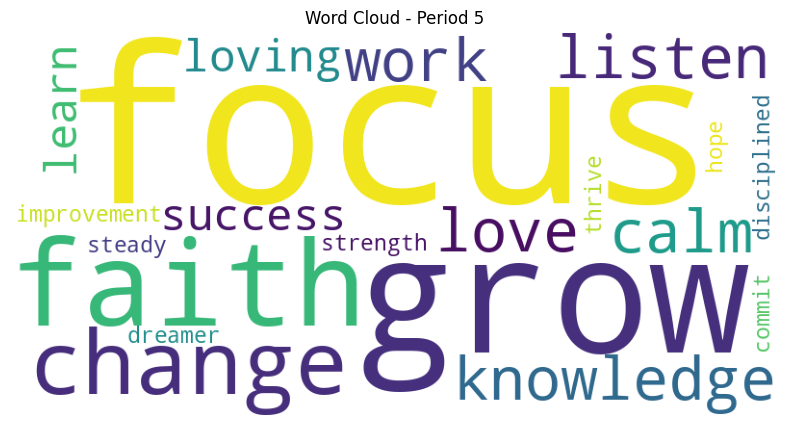 Word Cloud - Period 5
loving
work
listen
learn
focus
hope
disciplined
thrive
improvement
success
love
calm
steady
strength
faith
grow
commit
dreamer
change
knowledge